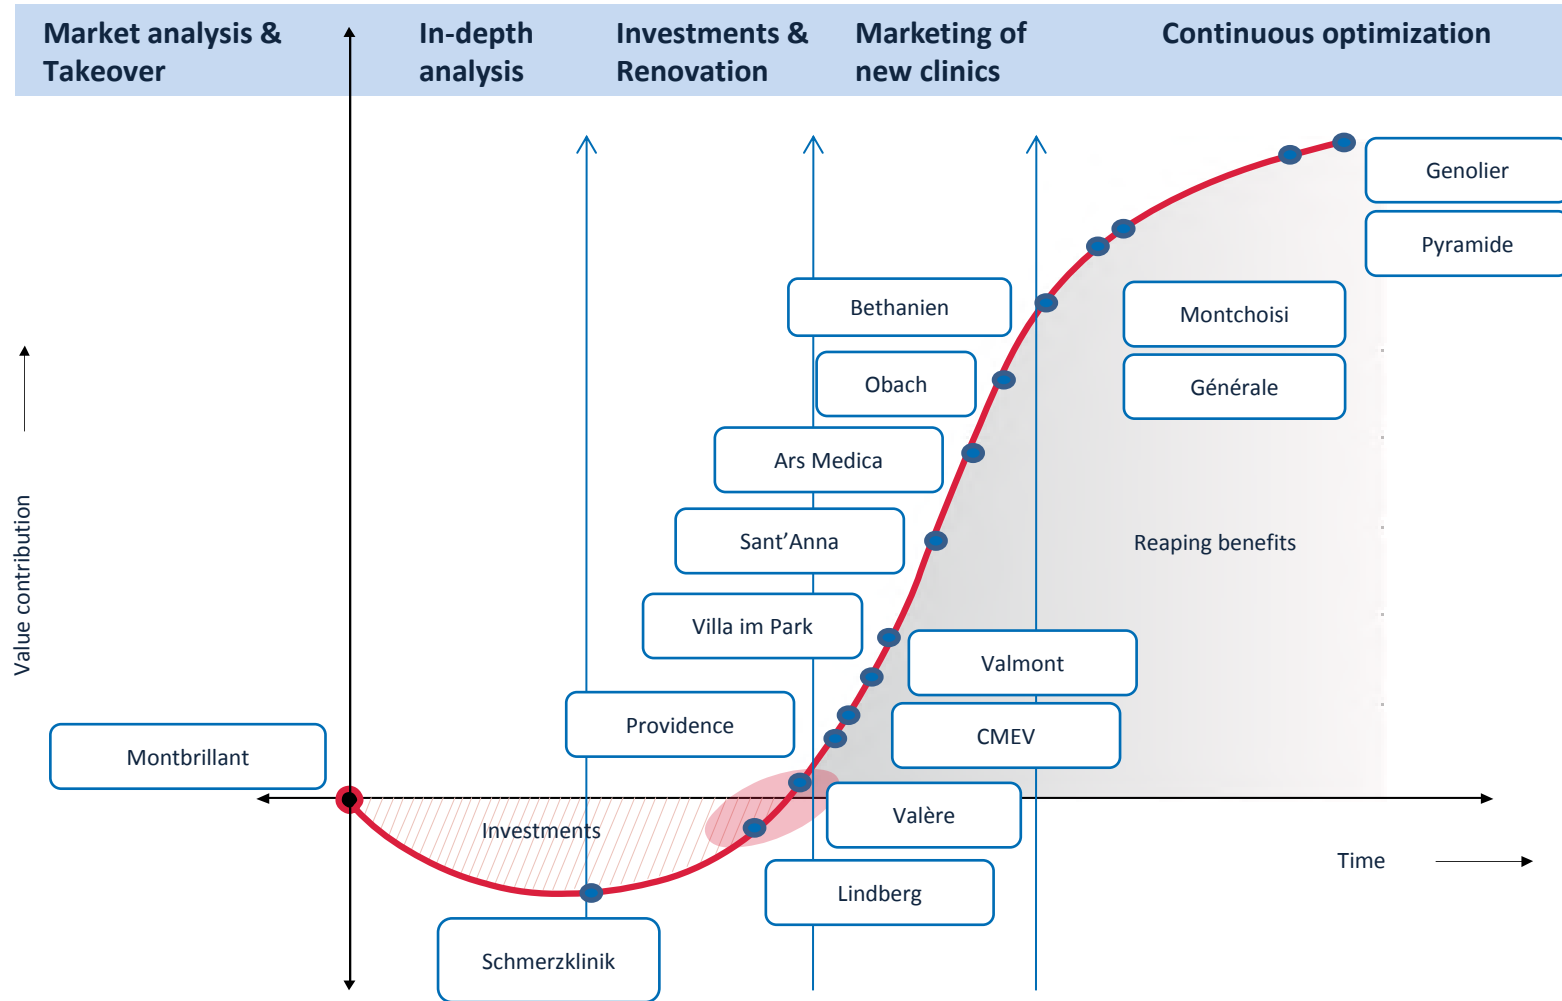 Market analysis &
Takeover
In-depth
analysis
Investments &
Renovation
Marketing of
new clinics
Continuous optimization
Genolier
Pyramide
Bethanien
Montchoisi
Obach
Générale
Ars Medica
Sant’Anna
Reaping benefits
Value contribution
Villa im Park
Valmont
Providence
CMEV
Montbrillant
Valère
Investments
Time
Lindberg
Schmerzklinik